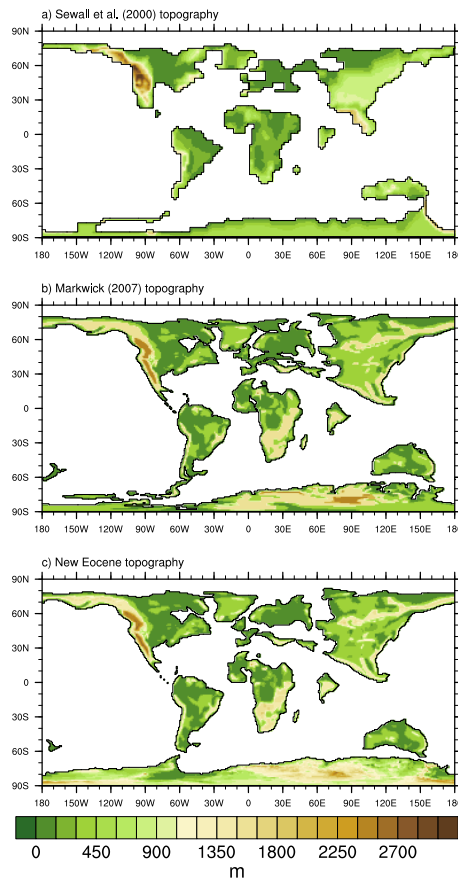 a) Sewall et al. (2000) topography
90N
60N
30N
0
30S
60S
90S
180 150W 120W 90W 60W 30W 0 30E 60E 90E 120E 150E 180E
b) Markwick (2007) topography
90N
60N
30N
0
30S
60S
90S
180 150W 120W 90W 60W 30W 0 30E 60E 90E 120E 150E 180E
c) New Eocene topography
90N
60N
30N
0
30S
60S
90S
180 150W 120W 90W 60W 30W 0 30E 60E 90E 120E 150E 180E
0 450 900 1350 1800 2250 2700
m